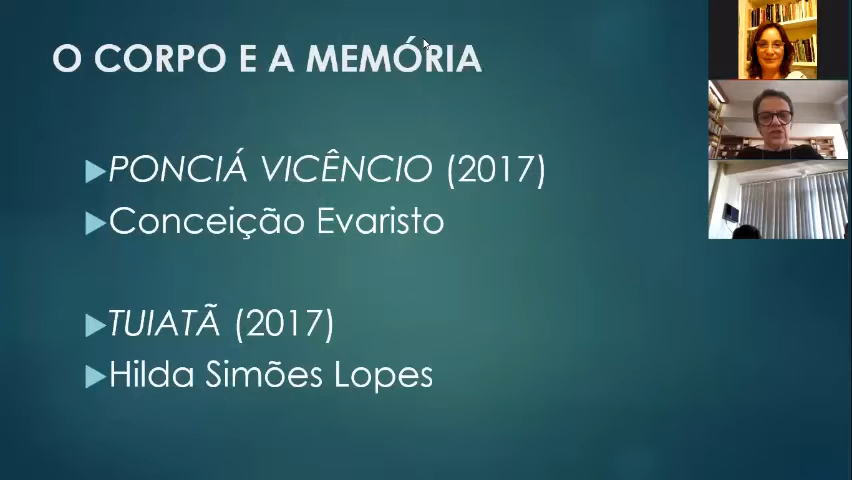 O CORPO E A MEMÓRIA
PONCIÁ VICÊNCIO (2017)
Conceição Evaristo
TUIATÃ (2017)
Hilda Simões Lopes